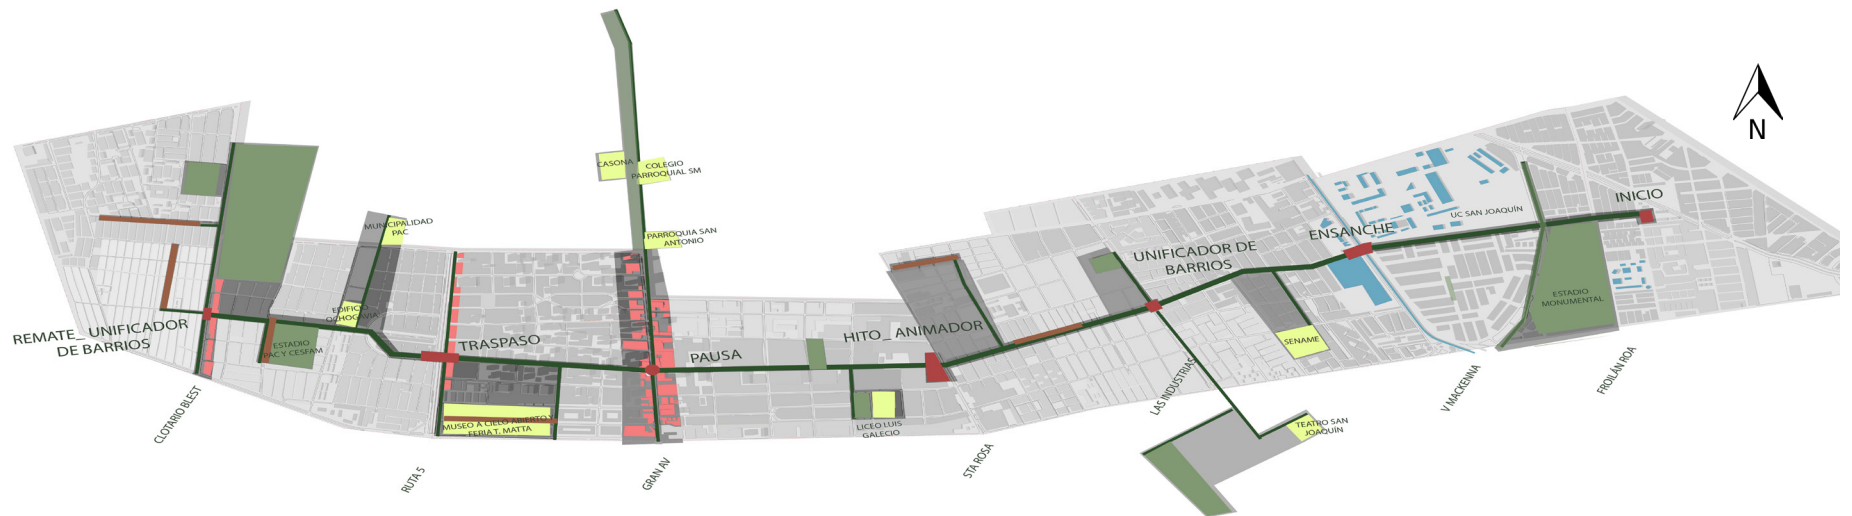 N
CASONA
COLEGIO
PARROQUIAL SM
INICIO
UC SAN JOAQUÍN
MUNICIPALIDAD
PAC
PARROQUIA SAN
ANTONIO
ENSANCHE
UNIFICADOR DE
BARRIOS
ESTADIO
MONUMENTAL
EDIFICIO
OCHOGAVIA
REMATE_ UNIFICADOR
DE BARRIOS
HITO_ ANIMADOR
TRASPASO
PAUSA
ESTADIO
PAC Y CESFAM
SENAME
MUSEO A CIELO ABIERTO Y
FERIA T. MATTA
LICEO LUIS
GALECIO
TEATRO SAN
JOAQUÍN
CLOTARIO BLEST
RUTA 5
GRAN AV
STA ROSA
LAS INDUSTRIAS
V MACKENNA
FROILÁN ROA